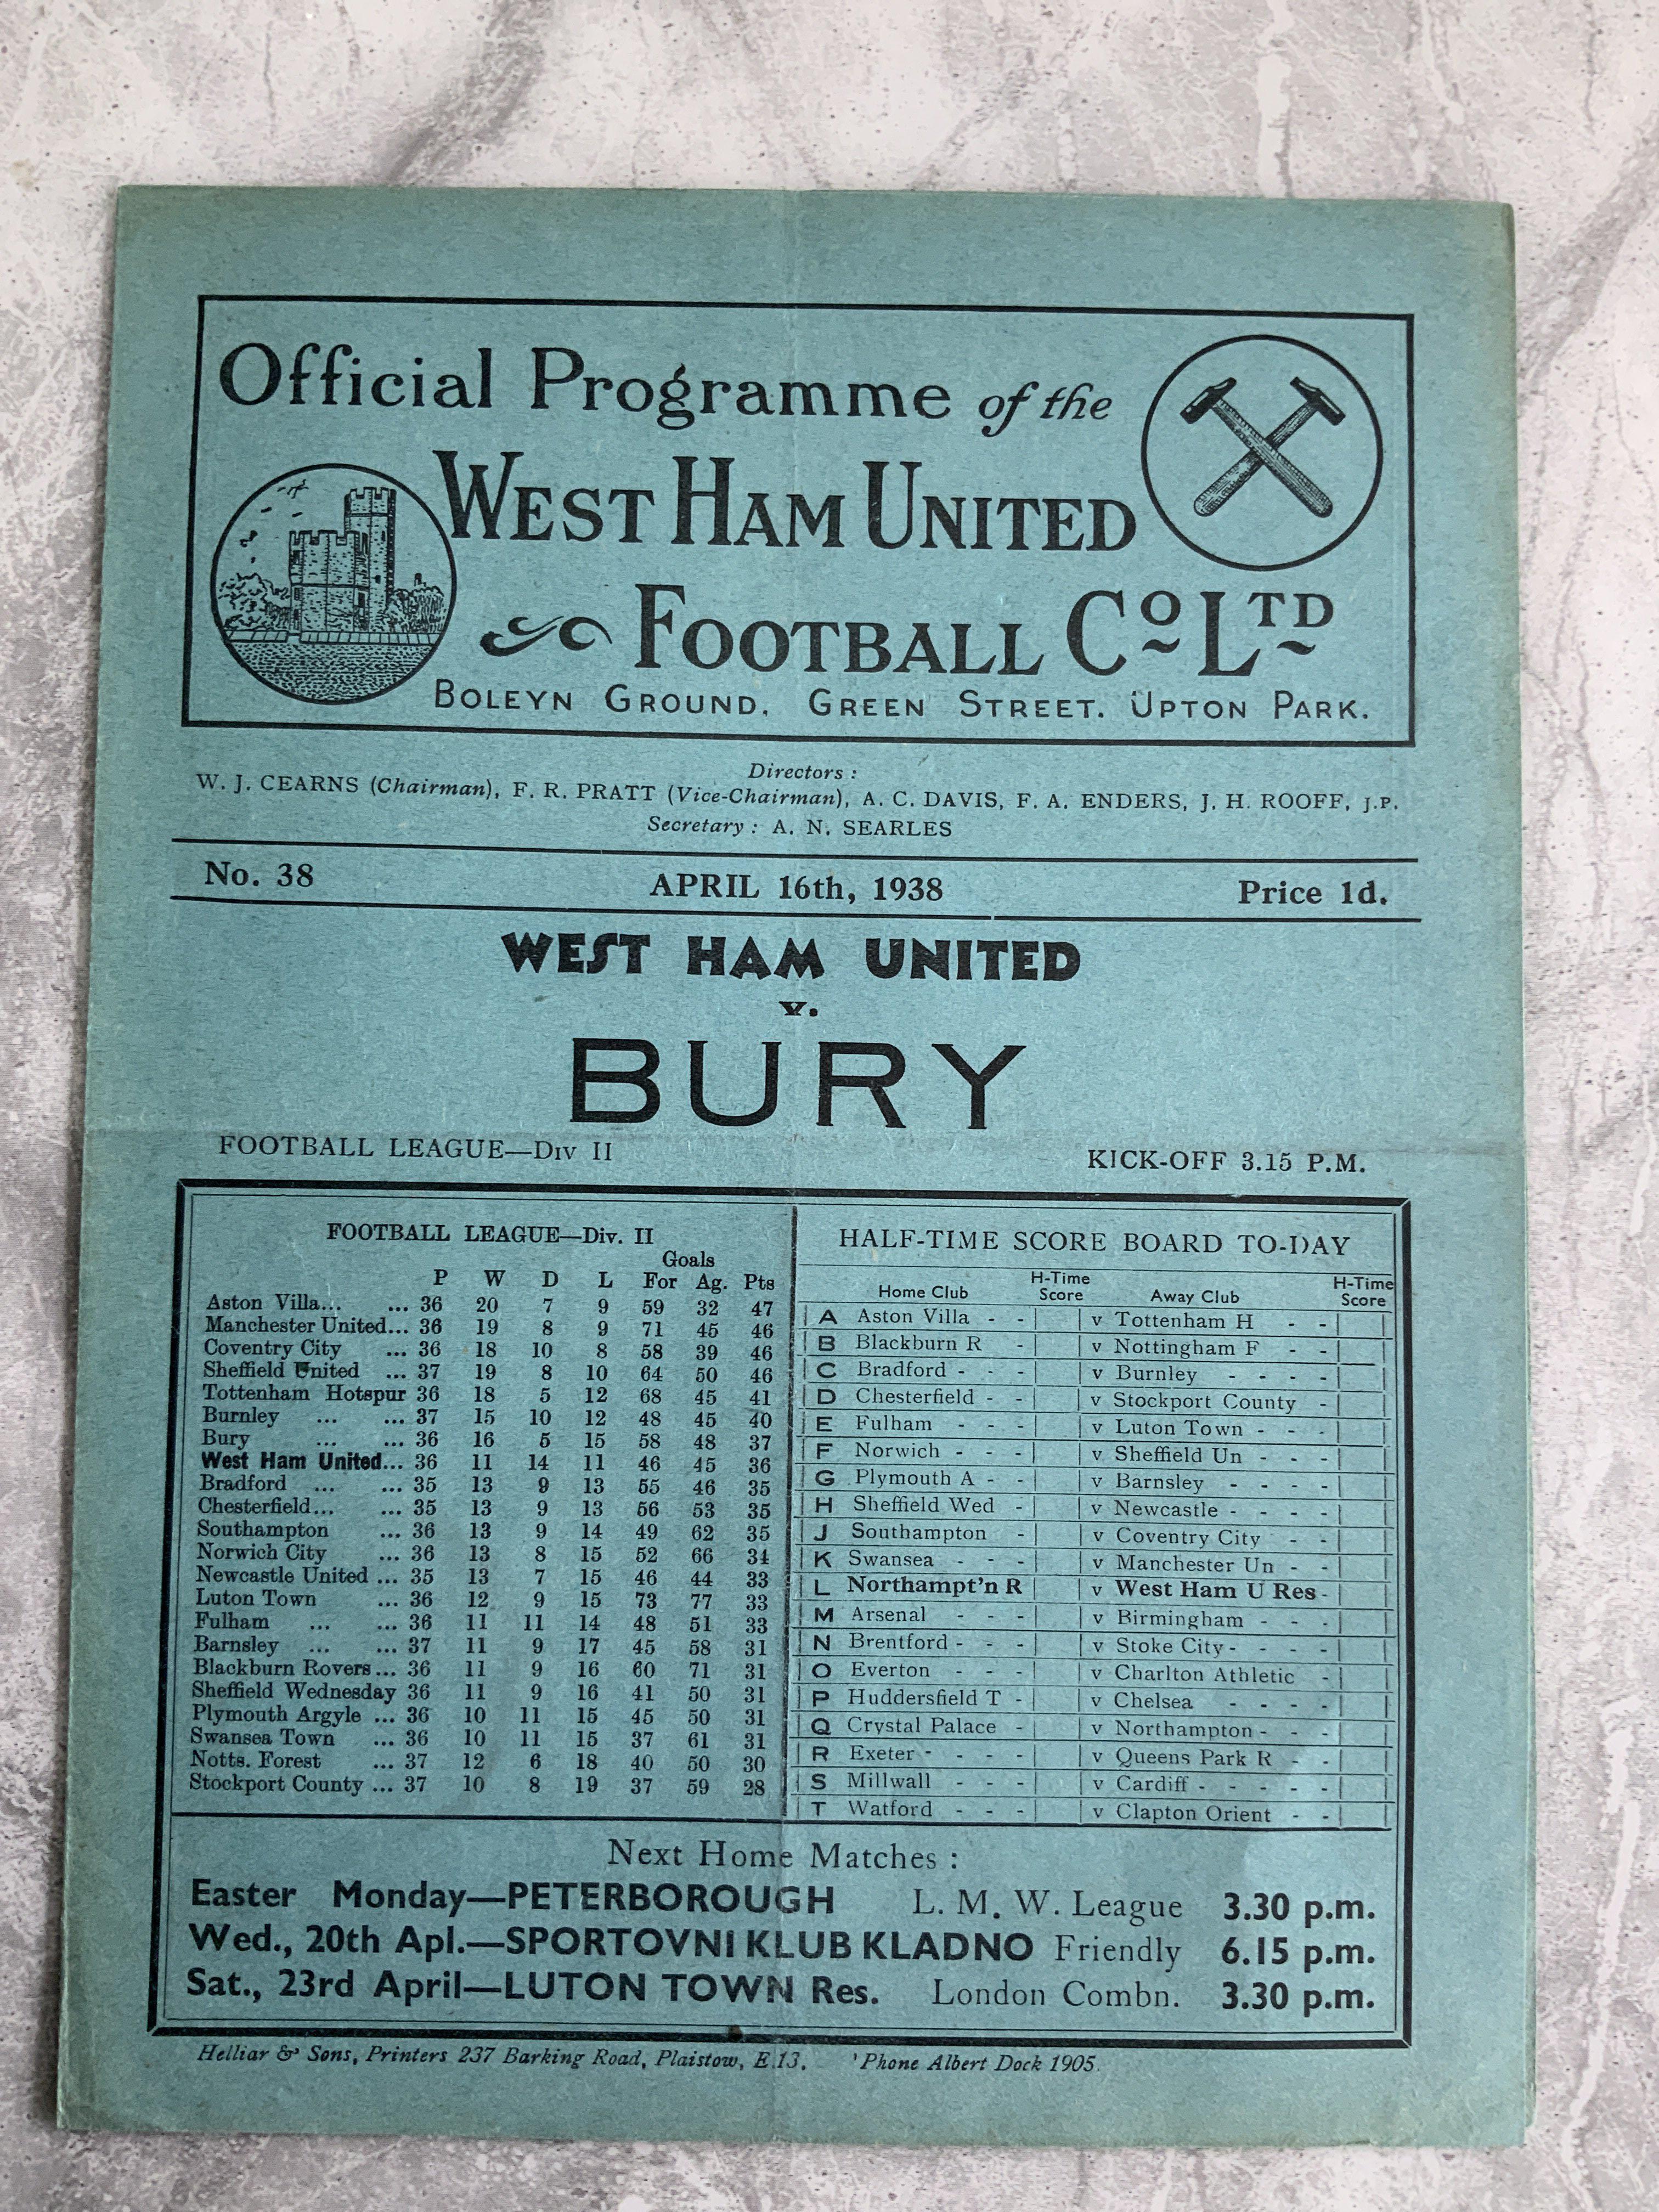 Official Programme of the
WEST HAM UNITED
FOOTBALL Co LTD
BOLEYN GROUND, GREEN STREET. UPTON PARK.
Directors :
W. J. CEARNS (Chairman), F. R. PRATT (Vice-Chairman), A. C. DAVIS, F. A. ENDERS, J. H. ROOFF, J.P.
Secretary : A. N. SEARLES
No. 38 APRIL 16th, 1938 Price 1d.
WEST HAM UNITED
v.
BURY
FOOTBALL LEAGUE—Div II KICK-OFF 3.15 P.M.
FOOTBALL LEAGUE—Div. II
Goals
P W D L For Ag. Pts
Aston Villa... ... 36 20 7 9 59 32 47
Manchester United... 36 19 8 9 71 45 46
Coventry City ... 36 18 10 8 58 39 46
Sheffield United ... 37 19 8 10 64 50 46
Tottenham Hotspur 36 18 5 12 68 45 41
Burnley ... ... 37 15 10 12 48 45 40
Bury ... ... 36 16 5 15 58 48 37
West Ham United... 36 11 14 11 46 45 36
Bradford ... ... 35 13 9 13 55 46 35
Chesterfield... ... 35 13 9 13 56 53 35
Southampton ... 36 13 9 14 49 62 35
Norwich City ... 36 13 8 15 52 66 34
Newcastle United ... 35 13 7 15 46 44 33
Luton Town ... 36 12 9 15 73 77 33
Fulham ... ... 36 11 11 14 48 51 33
Barnsley ... ... 37 11 9 17 45 58 31
Blackburn Rovers... 36 11 9 16 60 71 31
Sheffield Wednesday 36 11 9 16 41 50 31
Plymouth Argyle ... 36 10 11 15 45 50 31
Swansea Town ... 36 10 11 15 37 61 31
Notts. Forest ... 37 12 6 18 40 50 30
Stockport County ... 37 10 8 19 37 59 28
HALF-TIME SCORE BOARD TO-DAY
Home Club H-Time Score Away Club H-Time Score
A Aston Villa - - v Tottenham H - -
B Blackburn R - v Nottingham F - -
C Bradford - - - v Burnley - - - -
D Chesterfield - - v Stockport County -
E Fulham - - - v Luton Town - - -
F Norwich - - - v Sheffield Un - - -
G Plymouth A - - v Barnsley - - - -
H Sheffield Wed - v Newcastle - - - -
J Southampton - v Coventry City - -
K Swansea - - - v Manchester Un - -
L Northampt'n R v West Ham U Res -
M Arsenal - - - v Birmingham - - -
N Brentford - - - v Stoke City - - - -
O Everton - - - v Charlton Athletic -
P Huddersfield T - v Chelsea - - - -
Q Crystal Palace - v Northampton - - -
R Exeter - - - - v Queens Park R - -
S Millwall - - - v Cardiff - - - - -
T Watford - - - v Clapton Orient - -
Next Home Matches :
Easter Monday—PETERBOROUGH L. M. W. League 3.30 p.m.
Wed., 20th Apl.—SPORTOVNI KLUB KLADNO Friendly 6.15 p.m.
Sat., 23rd April—LUTON TOWN Res. London Combn. 3.30 p.m.
Helliar & Sons, Printers 237 Barking Road, Plaistow, E.13. 'Phone Albert Dock 1905.